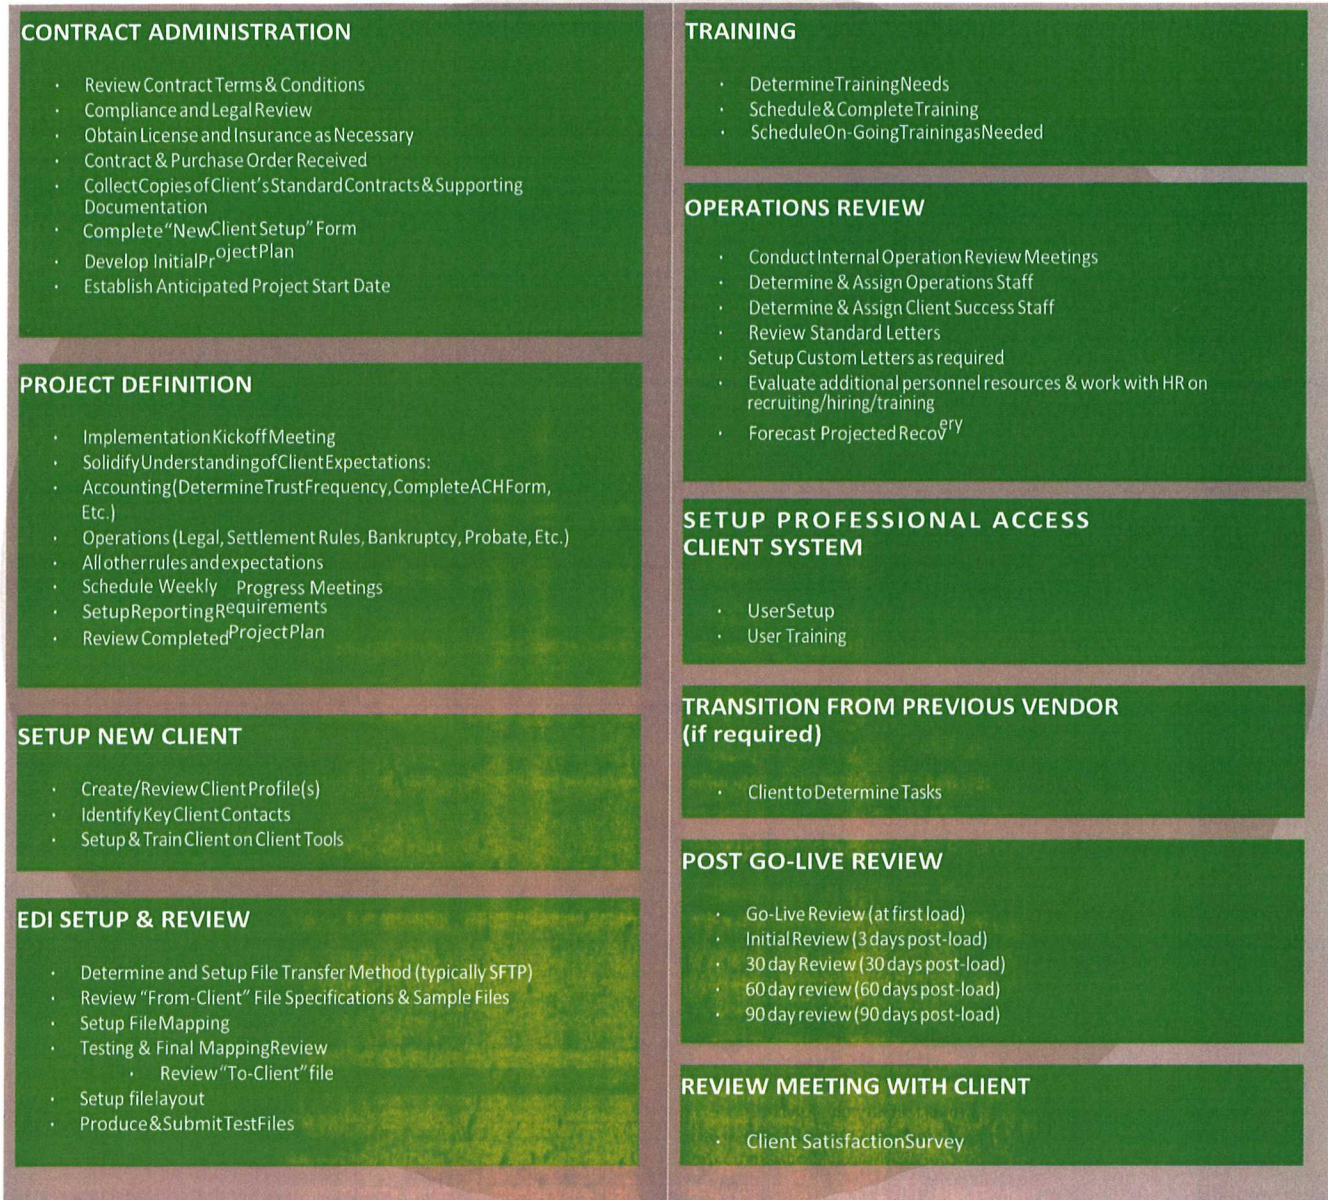 CONTRACT ADMINISTRATION
· Review Contract Terms & Conditions
· Compliance and Legal Review
· Obtain License and Insurance as Necessary
· Contract & Purchase Order Received
· Collect Copies of Client's Standard Contracts & Supporting
Documentation
· Complete "New Client Setup" Form
· Develop Initial Project Plan
· Establish Anticipated Project Start Date
PROJECT DEFINITION
· Implementation Kickoff Meeting
· Solidify Understanding of Client Expectations:
· Accounting (Determine Trust Frequency, Complete ACH Form,
Etc.)
· Operations (Legal, Settlement Rules, Bankruptcy, Probate, Etc.)
· All other rules and expectations
· Schedule Weekly Progress Meetings
· Setup Reporting Requirements
· Review Completed Project Plan
SETUP NEW CLIENT
· Create/Review Client Profile(s)
· Identify Key Client Contacts
· Setup & Train Client on Client Tools
EDI SETUP & REVIEW
· Determine and Setup File Transfer Method (typically SFTP)
· Review "From-Client" File Specifications & Sample Files
· Setup File Mapping
· Testing & Final Mapping Review
· Review "To-Client" file
· Setup file layout
· Produce & Submit Test Files
TRAINING
· Determine Training Needs
· Schedule & Complete Training
· Schedule On-Going Training as Needed
OPERATIONS REVIEW
· Conduct Internal Operation Review Meetings
· Determine & Assign Operations Staff
· Determine & Assign Client Success Staff
· Review Standard Letters
· Setup Custom Letters as required
· Evaluate additional personnel resources & work with HR on
recruiting/hiring/training
· Forecast Projected Recovery
SETUP PROFESSIONAL ACCESS
CLIENT SYSTEM
· User Setup
· User Training
TRANSITION FROM PREVIOUS VENDOR
(if required)
· Client to Determine Tasks
POST GO-LIVE REVIEW
· Go-Live Review (at first load)
· Initial Review (3 days post-load)
· 30 day Review (30 days post-load)
· 60 day review (60 days post-load)
· 90 day review (90 days post-load)
REVIEW MEETING WITH CLIENT
· Client Satisfaction Survey